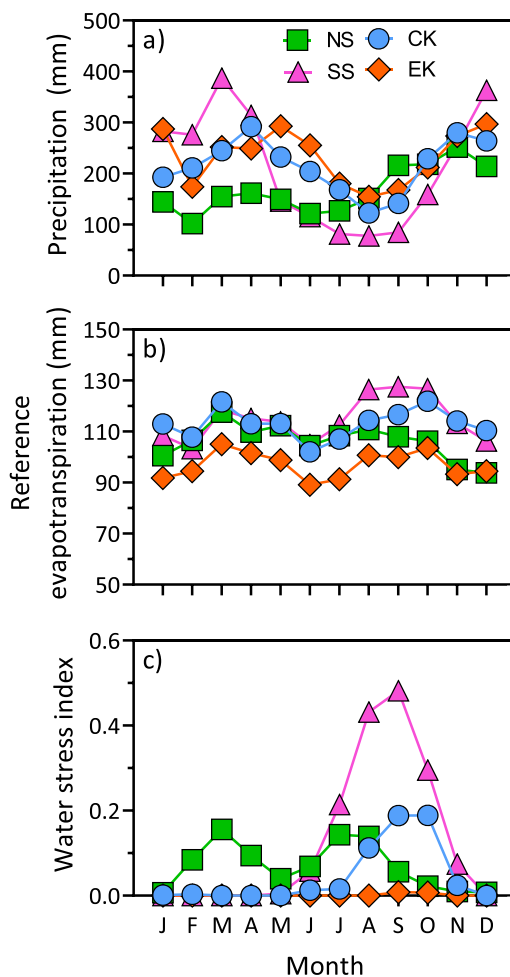 a)
NS
CK
SS
EK
Precipitation (mm)
500
400
300
200
100
0
b)
Reference
evapotranspiration (mm)
150
130
110
90
70
50
c)
Water stress index
0.6
0.4
0.2
0.0
J F M A M J J A S O N D
Month